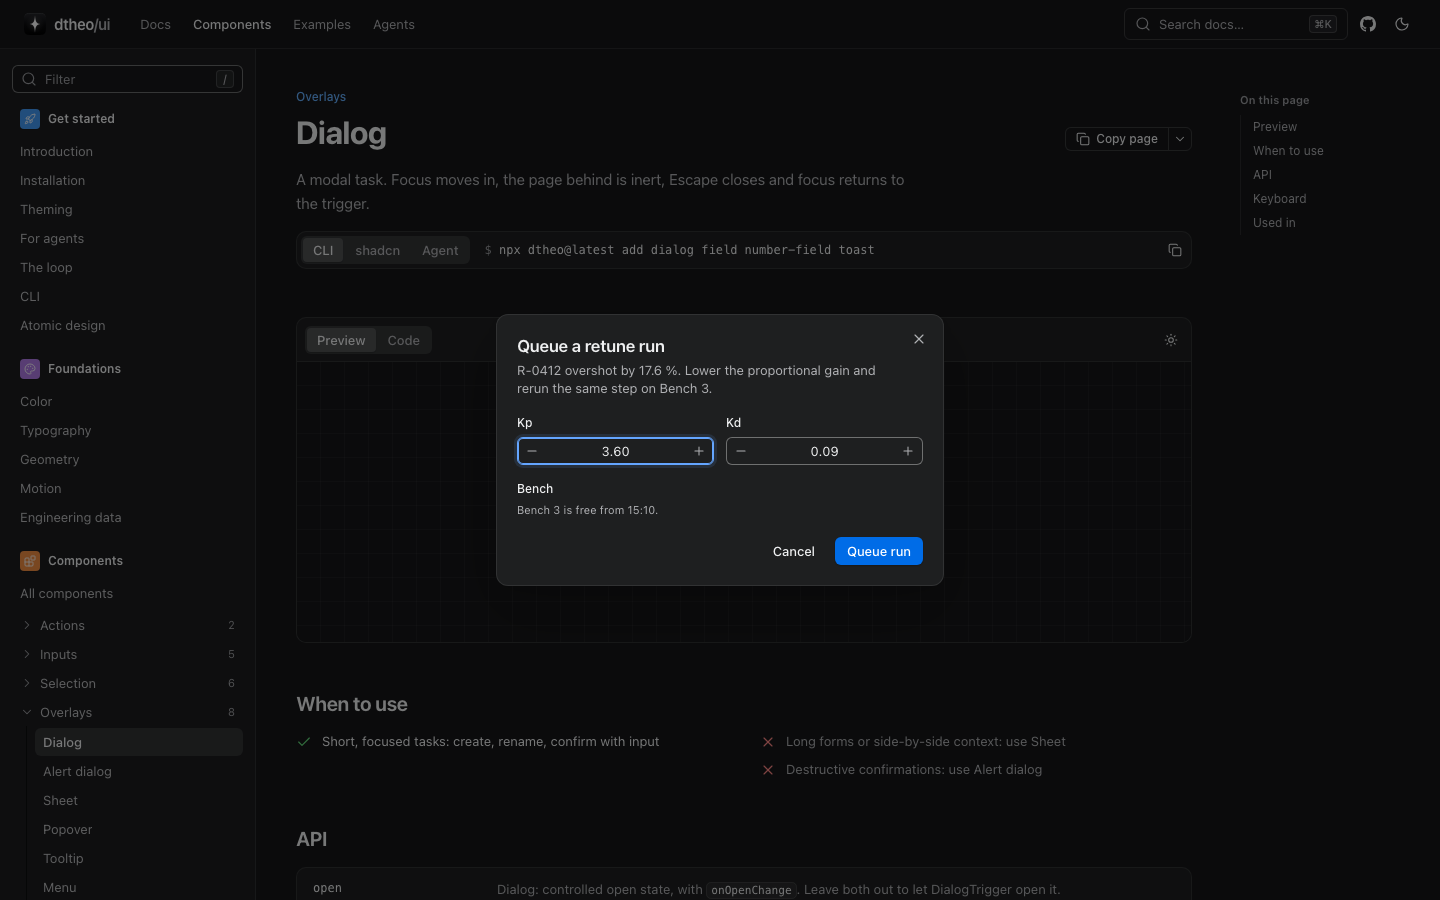 dtheo/ui
Docs
Components
Examples
Agents
Search docs...
⌘K
Filter
/
Get started
Introduction
Installation
Theming
For agents
The loop
CLI
Atomic design
Foundations
Color
Typography
Geometry
Motion
Engineering data
Components
All components
Actions 2
Inputs 5
Selection 6
Overlays 8
Dialog
Alert dialog
Sheet
Popover
Tooltip
Menu
Overlays
Dialog
Copy page
A modal task. Focus moves in, the page behind is inert, Escape closes and focus returns to
the trigger.
CLI
shadcn
Agent
$ npx dtheo@latest add dialog field number-field toast
Preview
Code
Queue a retune run
R-0412 overshot by 17.6 %. Lower the proportional gain and
rerun the same step on Bench 3.
Kp
Kd
− 3.60 +
− 0.09 +
Bench
Bench 3 is free from 15:10.
Cancel
Queue run
When to use
Short, focused tasks: create, rename, confirm with input
Long forms or side-by-side context: use Sheet
Destructive confirmations: use Alert dialog
API
open
Dialog: controlled open state, with onOpenChange. Leave both out to let DialogTrigger open it.
On this page
Preview
When to use
API
Keyboard
Used in